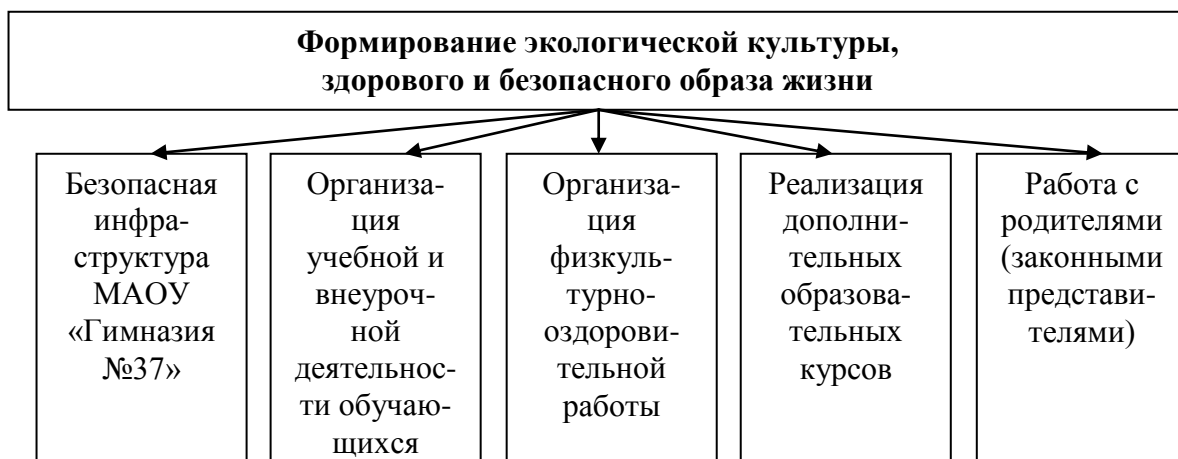 Формирование экологической культуры,
здорового и безопасного образа жизни
Безопасная
инфра-
структура
МАОУ
«Гимназия
№37»
Организа-
ция
учебной и
внеуроч-
ной
деятельнос-
ти обучаю-
щихся
Организа-
ция
физкуль-
турно-
оздорови-
тельной
работы
Реализация
дополни-
тельных
образова-
тельных
курсов
Работа с
родителями
(законными
представи-
телями)